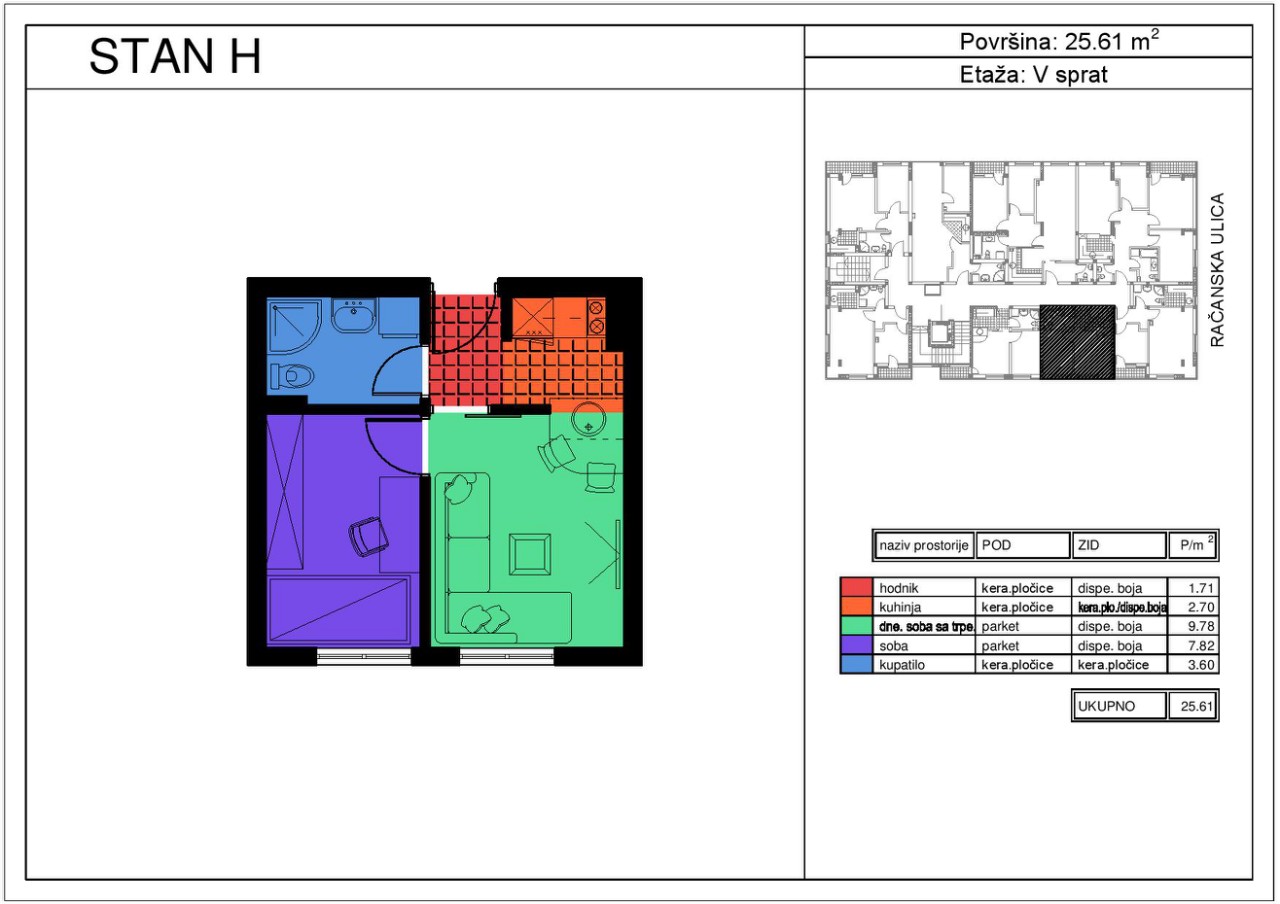 STAN H
Površina: 25.61 m²
Etaža: V sprat
RAČANSKA ULICA
naziv prostorije POD ZID P/m²
hodnik kera.pločice dispe. boja 1.71
kuhinja kera.pločice kera.plo./dispe.boja 2.70
dne. soba sa trpe. parket dispe. boja 9.78
soba parket dispe. boja 7.82
kupatilo kera.pločice kera.pločice 3.60
UKUPNO 25.61